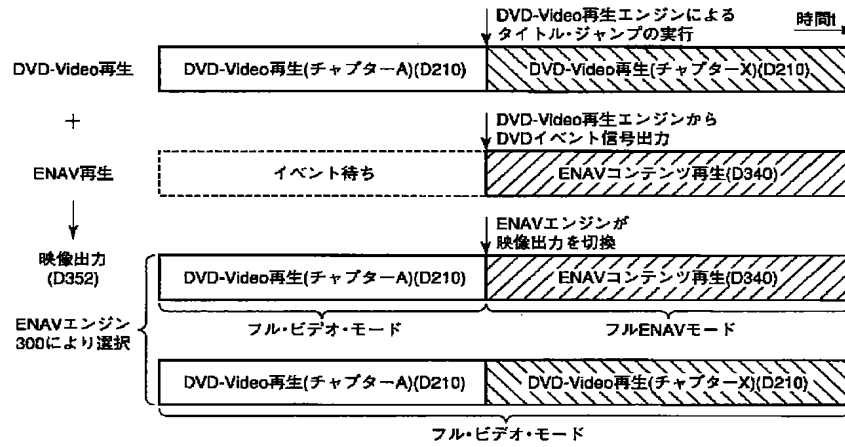 DVD-Video再生エンジンによる
タイトル・ジャンプの実行
時間t
DVD-Video再生
DVD-Video再生(チャプターA)(D210)
DVD-Video再生(チャプターX)(D210)
+
DVD-Video再生エンジンから
DVDイベント信号出力
ENAV再生
イベント待ち
ENAVコンテンツ再生(D340)
ENAVエンジンが
映像出力を切換
映像出力
(D352)
DVD-Video再生(チャプターA)(D210)
ENAVコンテンツ再生(D340)
フル・ビデオ・モード
フルENAVモード
ENAVエンジン
300により選択
DVD-Video再生(チャプターA)(D210)
DVD-Video再生(チャプターX)(D210)
フル・ビデオ・モード